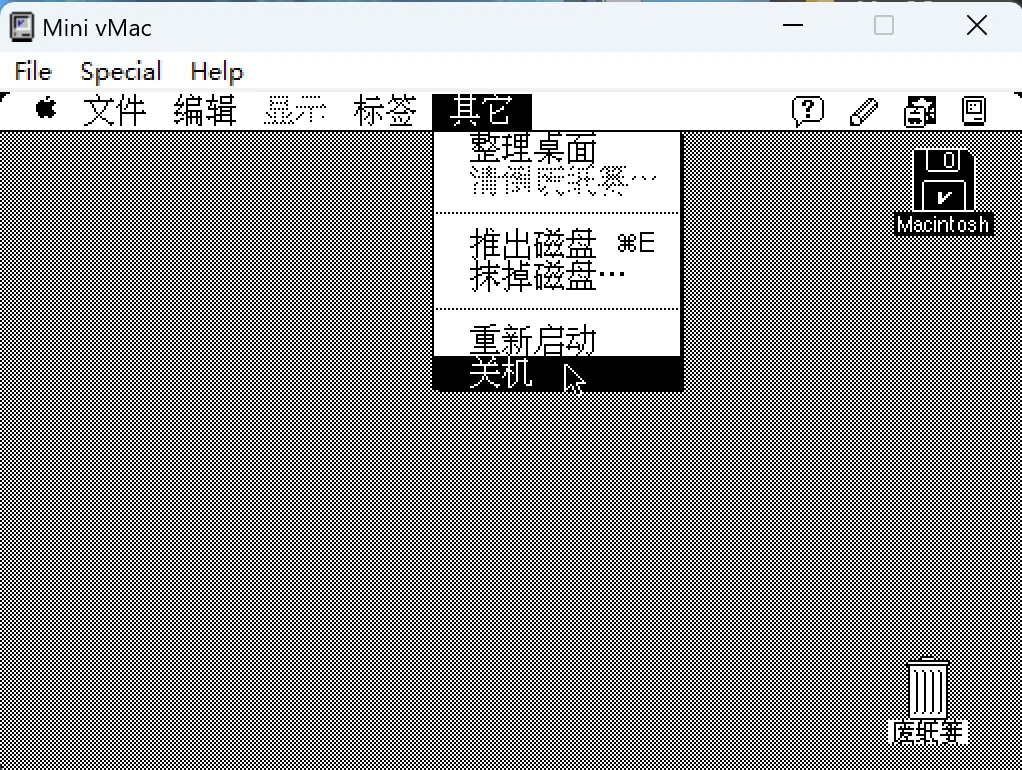 Mini vMac
File Special Help
文件 编辑 显示 标签 其它
整理桌面
清倒废纸篓…
推出磁盘 ⌘E
抹掉磁盘…
重新启动
关机
Macintosh
废纸篓